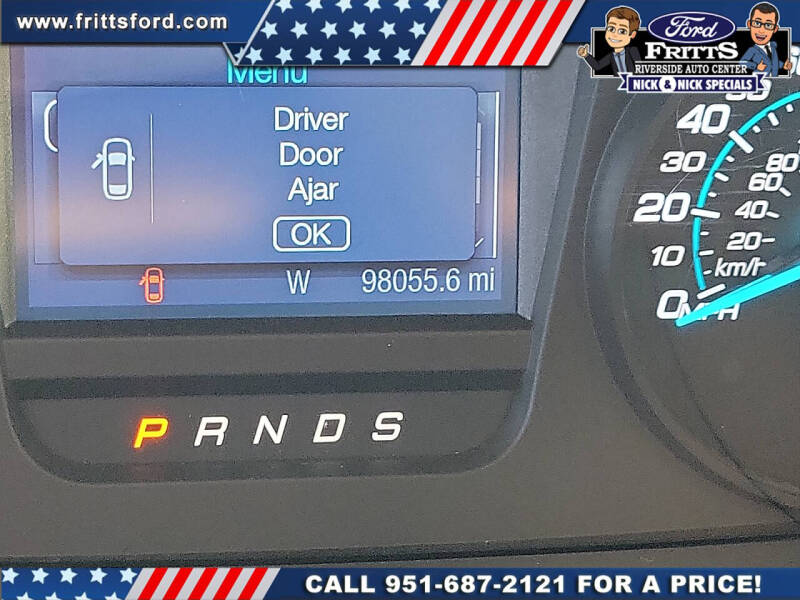 www.frittsford.com
Ford
FRITTS
RIVERSIDE AUTO CENTER
NICK & NICK SPECIALS
Menu
Driver
Door
Ajar
OK
W 98055.6 mi
P R N D S
50
40
30
20
10
0 MPH
80
60
40
20
km/h
CALL 951-687-2121 FOR A PRICE!